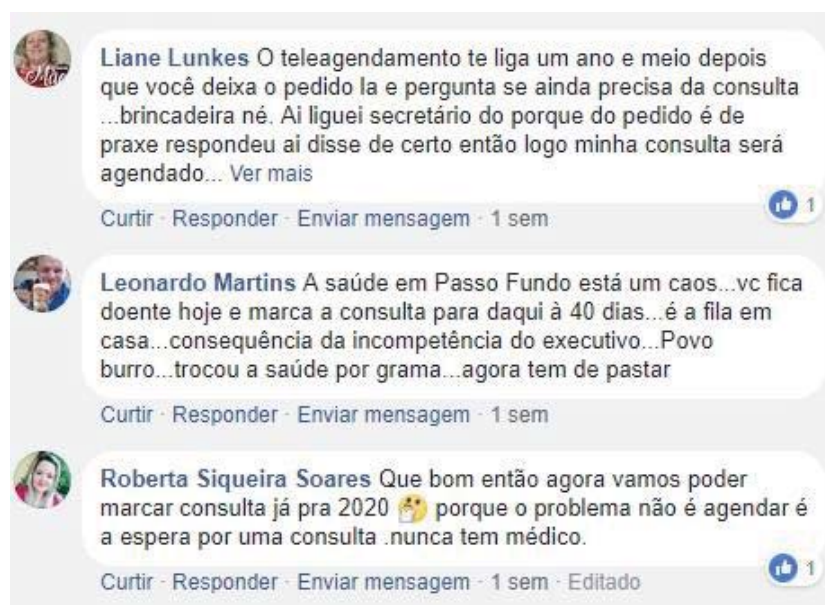 Liane Lunkes O teleagendamento te liga um ano e meio depois
que você deixa o pedido la e pergunta se ainda precisa da consulta
...brincadeira né. Ai liguei secretário do porque do pedido é de
praxe respondeu ai disse de certo então logo minha consulta será
agendado... Ver mais
1
Curtir · Responder · Enviar mensagem · 1 sem
Leonardo Martins A saúde em Passo Fundo está um caos...vc fica
doente hoje e marca a consulta para daqui à 40 dias...é a fila em
casa...consequência da incompetência do executivo...Povo
burro...trocou a saúde por grama...agora tem de pastar
Curtir · Responder · Enviar mensagem · 1 sem
Roberta Siqueira Soares Que bom então agora vamos poder
marcar consulta já pra 2020 🤔 porque o problema não é agendar é
a espera por uma consulta .nunca tem médico.
1
Curtir · Responder · Enviar mensagem · 1 sem · Editado